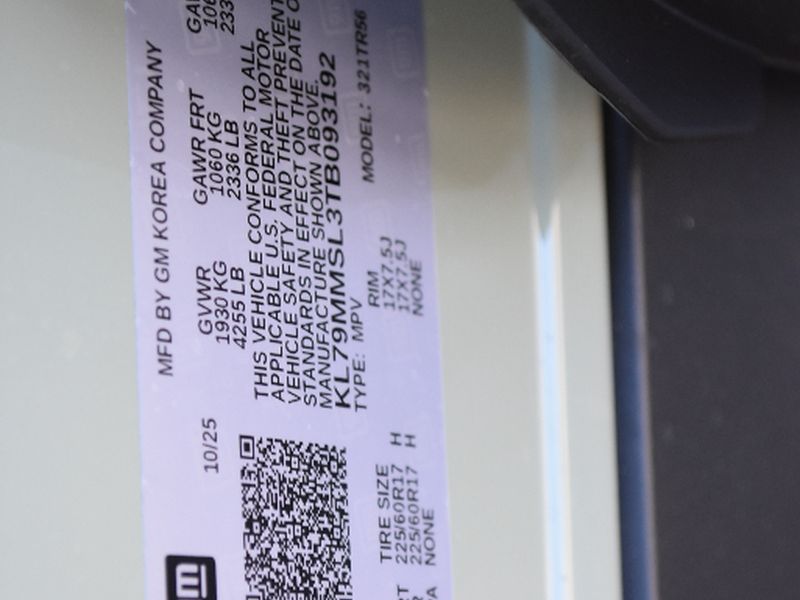 gm
MFD BY GM KOREA COMPANY
10/25
GVWR
1930 KG
4255 LB
GAWR FRT
1060 KG
2336 LB
THIS VEHICLE CONFORMS TO ALL
APPLICABLE U.S. FEDERAL MOTOR
VEHICLE SAFETY AND THEFT PREVENT
STANDARDS IN EFFECT ON THE DATE O
MANUFACTURE SHOWN ABOVE.
KL79MMSL3TB093192
TYPE: MPV
MODEL: 321TR56
TIRE SIZE
RIM
225/60R17 H
17X7.5J
225/60R17 H
17X7.5J
NONE
NONE